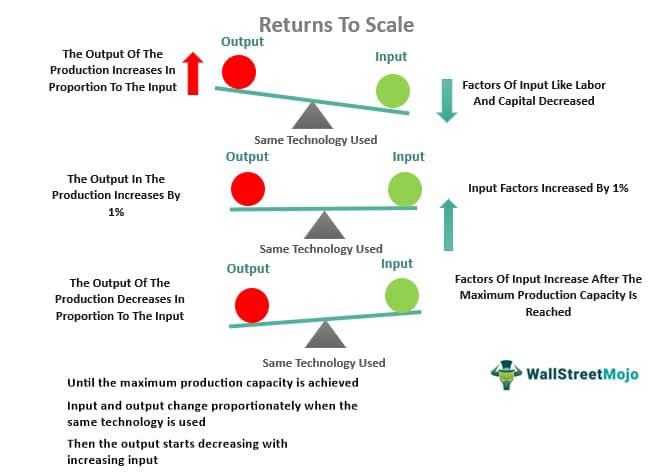 Returns To Scale
Output
Input
The Output Of The
Production Increases In
Proportion To The Input
Factors Of Input Like Labor
And Capital Decreased
Same Technology Used
Output
Input
The Output In The
Production Increases By
1%
Input Factors Increased By 1%
Same Technology Used
Output
Input
The Output Of The
Production Decreases In
Proportion To The Input
Factors Of Input Increase After The
Maximum Production Capacity Is
Reached
Same Technology Used
Until the maximum production capacity is achieved
Input and output change proportionately when the
same technology is used
Then the output starts decreasing with
increasing input
WallStreetMojo